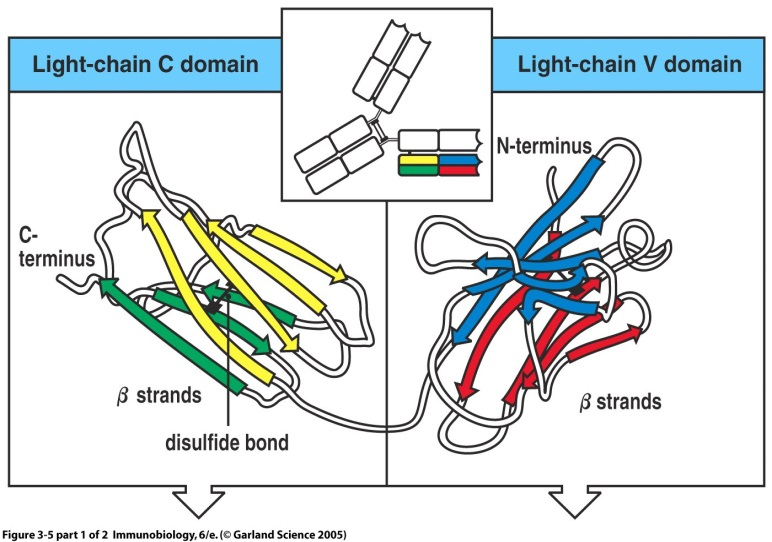 Light-chain C domain
Light-chain V domain
N-terminus
C-
terminus
β strands
β strands
disulfide bond
Figure 3-5 part 1 of 2 Immunobiology, 6/e. (© Garland Science 2005)